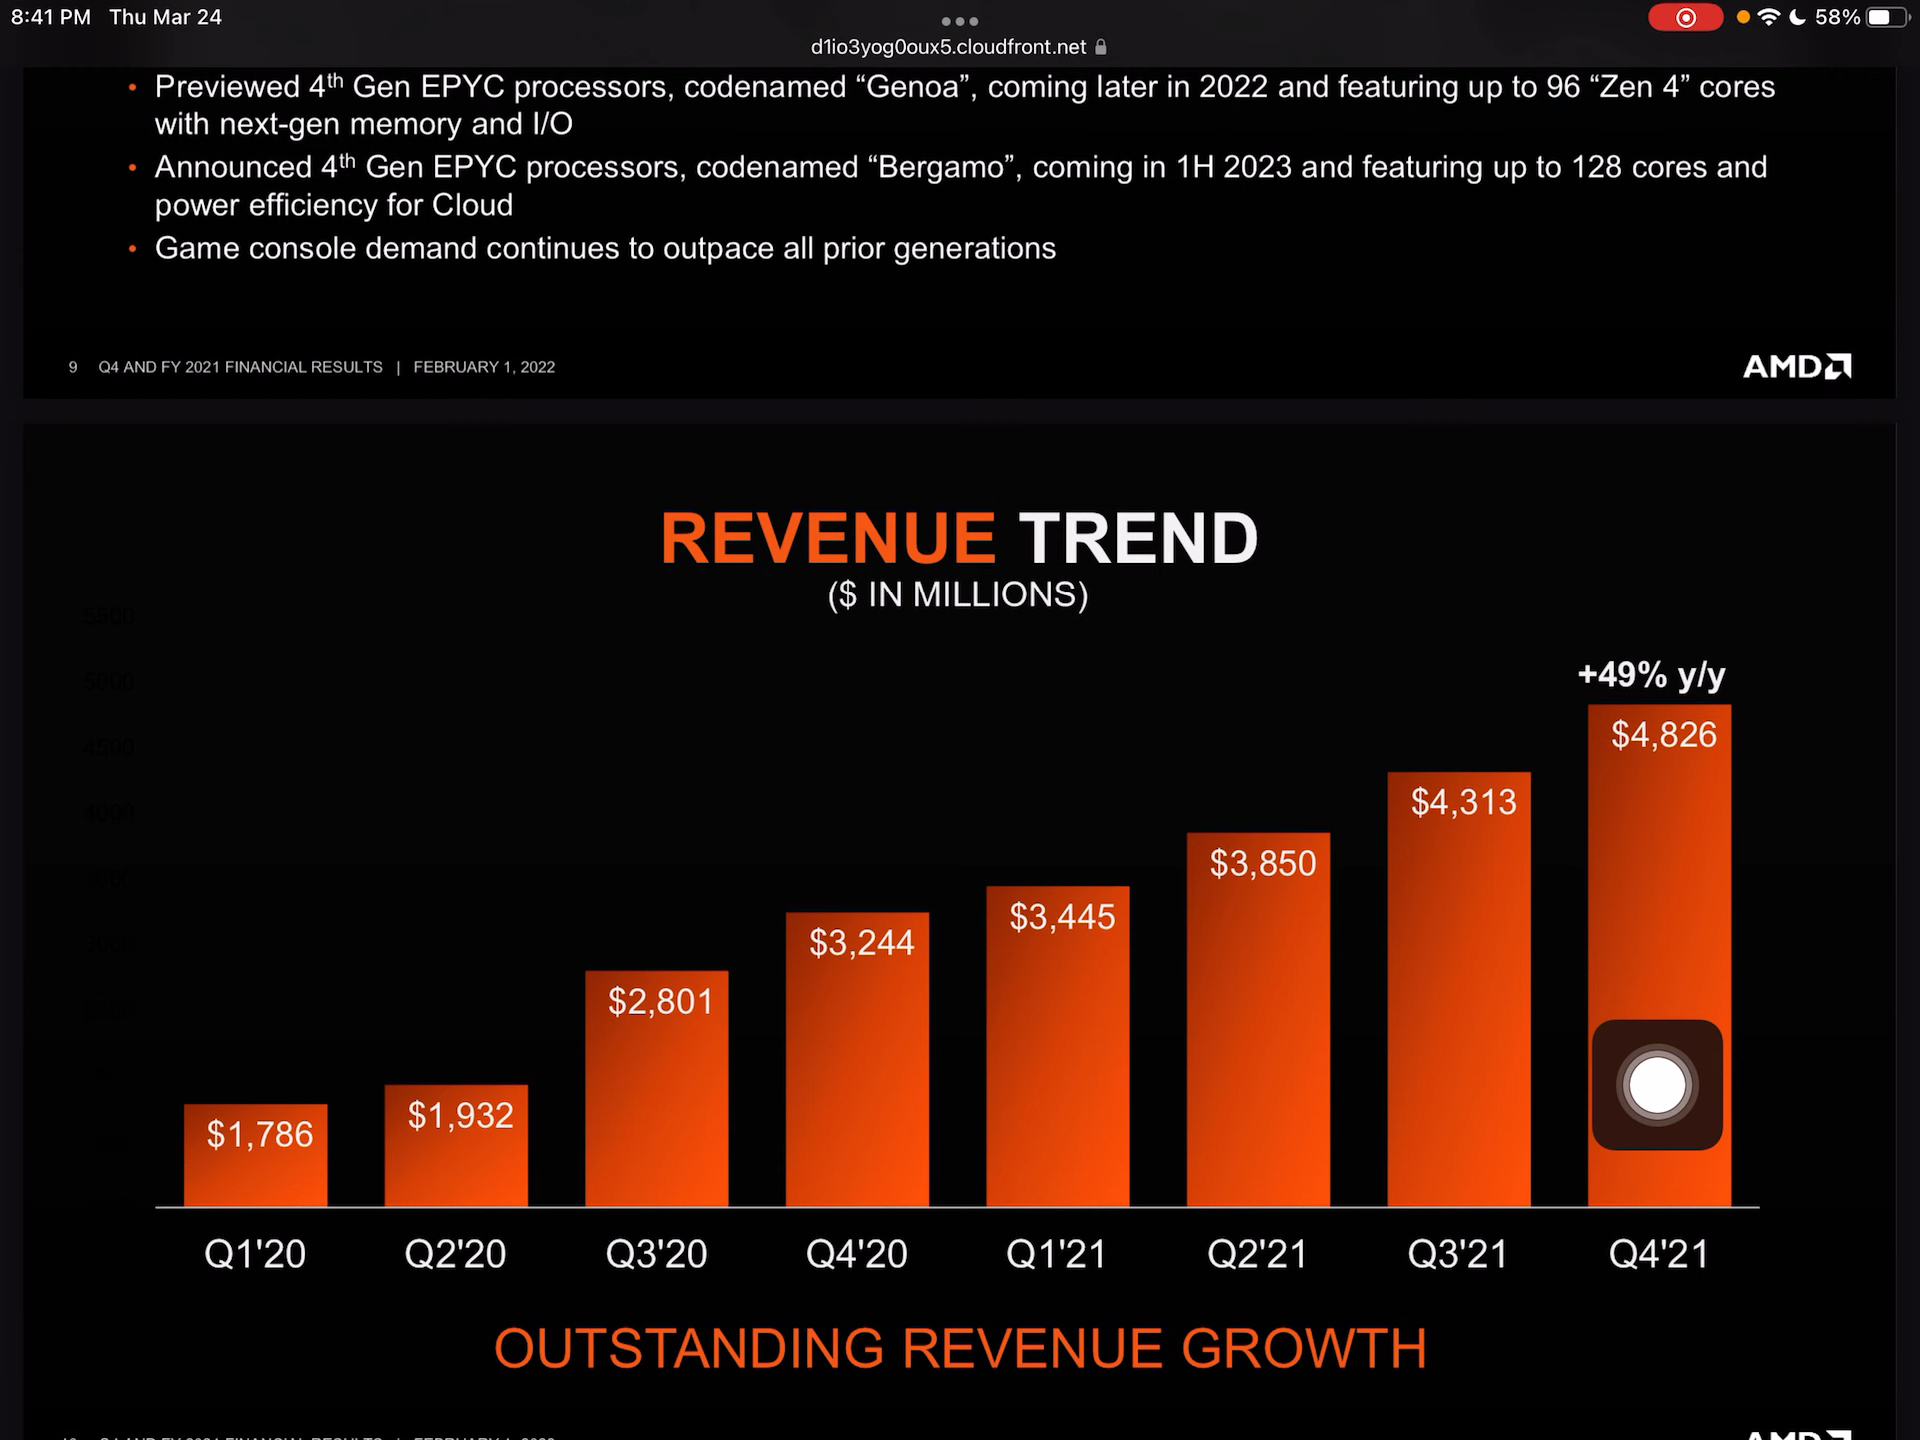 8:41 PM Thu Mar 24
58%
d1io3yog0oux5.cloudfront.net
• Previewed 4th Gen EPYC processors, codenamed “Genoa”, coming later in 2022 and featuring up to 96 “Zen 4” cores
with next-gen memory and I/O
• Announced 4th Gen EPYC processors, codenamed “Bergamo”, coming in 1H 2023 and featuring up to 128 cores and
power efficiency for Cloud
• Game console demand continues to outpace all prior generations
9 Q4 AND FY 2021 FINANCIAL RESULTS | FEBRUARY 1, 2022
AMD
REVENUE TREND
($ IN MILLIONS)
5500
5000
4500
4000
+49% y/y
$4,826
$4,313
$3,850
$3,445
$3,244
$2,801
$1,932
$1,786
Q1'20 Q2'20 Q3'20 Q4'20 Q1'21 Q2'21 Q3'21 Q4'21
OUTSTANDING REVENUE GROWTH
AMD